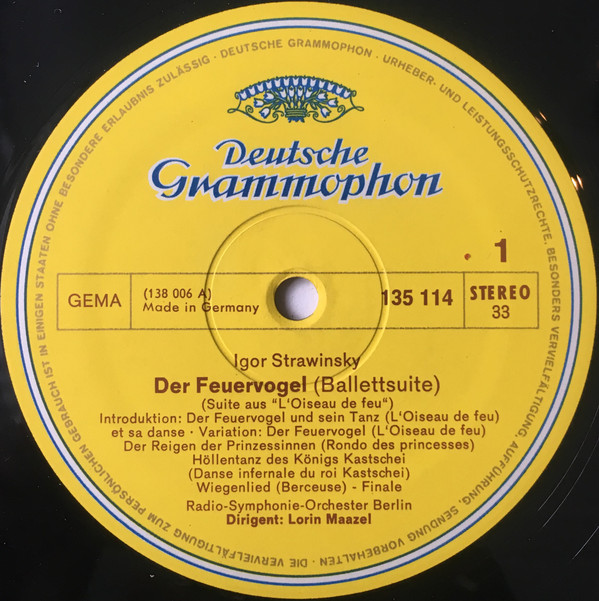 Deutsche
Grammophon
1
GEMA
(138 006 A)
Made in Germany
135 114
STEREO
33
Igor Strawinsky
Der Feuervogel (Ballettsuite)
(Suite aus "L'Oiseau de feu")
Introduktion: Der Feuervogel und sein Tanz (L'Oiseau de feu)
et sa danse · Variation: Der Feuervogel (L'Oiseau de feu)
Der Reigen der Prinzessinnen (Rondo des princesses)
Höllentanz des Königs Kastschei
(Danse infernale du roi Kastschei)
Wiegenlied (Berceuse) - Finale
Radio-Symphonie-Orchester Berlin
Dirigent: Lorin Maazel
DEUTSCHE GRAMMOPHON · URHEBER- UND LEISTUNGSSCHUTZRECHTE, BESONDERS VERVIELFÄLTIGUNG, AUFFÜHRUNG, SENDUNG VORBEHALTEN · DIE VERVIELFÄLTIGUNG ZUM PERSÖNLICHEN GEBRAUCH IST IN EINIGEN STAATEN OHNE BESONDERE ERLAUBNIS ZULÄSSIG ·